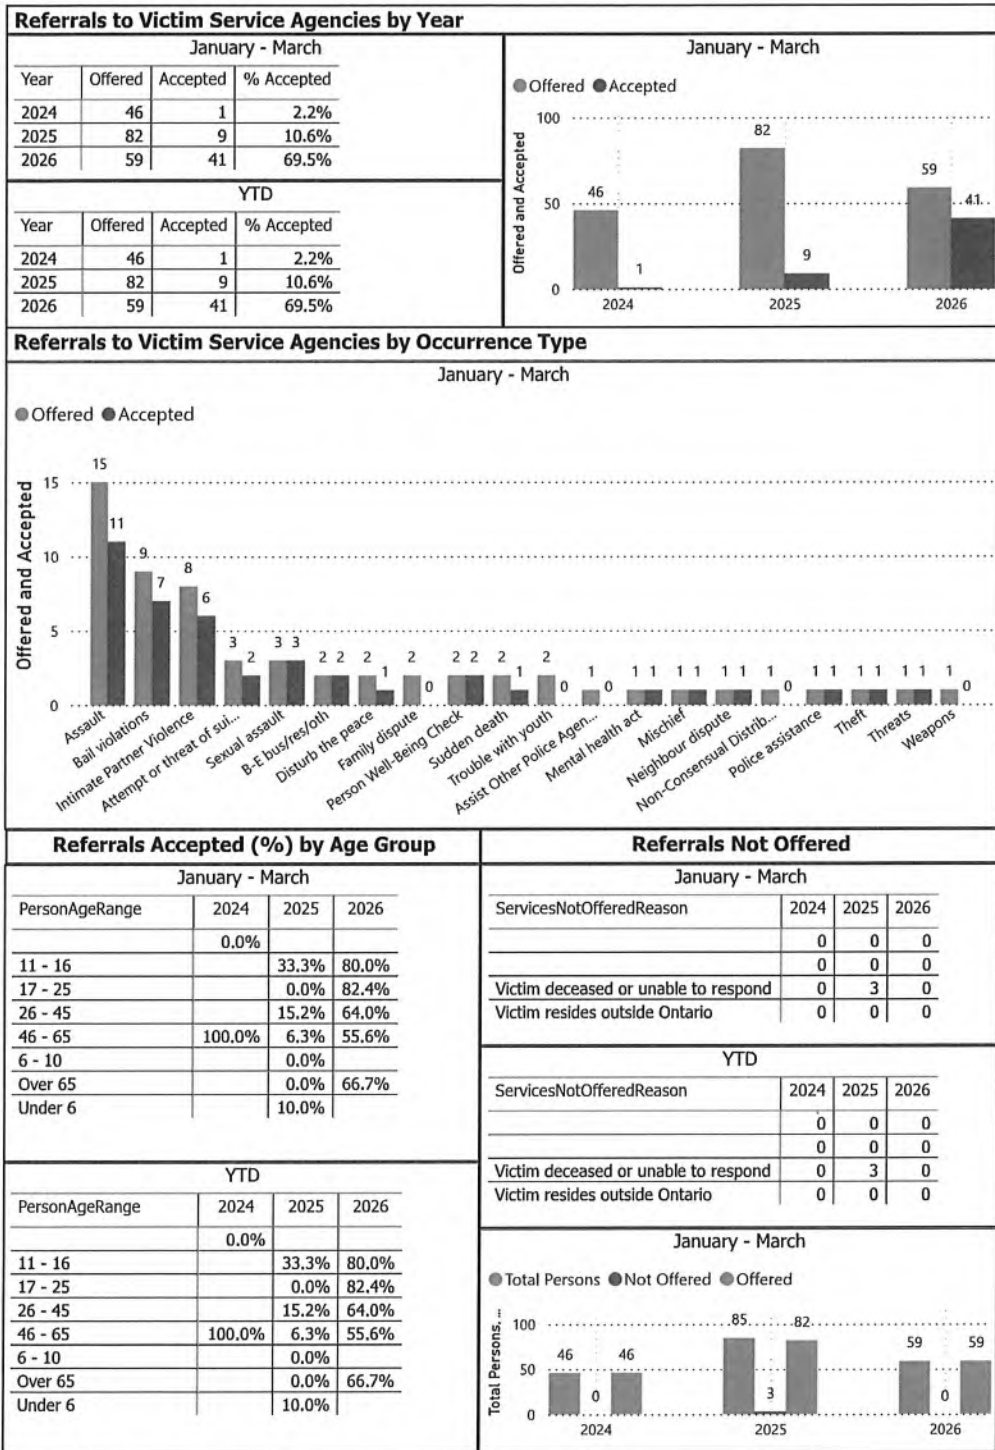 Referrals to Victim Service Agencies by Year
January - March
Year Offered Accepted % Accepted
2024 46 1 2.2%
2025 82 9 10.6%
2026 59 41 69.5%
YTD
Year Offered Accepted % Accepted
2024 46 1 2.2%
2025 82 9 10.6%
2026 59 41 69.5%
January - March
Offered Accepted
Offered and Accepted
100
50
0
46 1 82 9 59 41
2024 2025 2026
Referrals to Victim Service Agencies by Occurrence Type
January - March
Offered Accepted
Offered and Accepted
15
10
5
0
15 11 9 7 8 6 3 2 3 3 2 2 2 1 2 0 2 2 2 1 2 0 1 0 1 1 1 1 1 1 1 0 1 1 1 1 1 1 1 0
Assault
Bail violations
Intimate Partner Violence
Attempt or threat of sui...
Sexual assault
B-E bus/res/oth
Disturb the peace
Family dispute
Person Well-Being Check
Sudden death
Trouble with youth
Assist Other Police Agen...
Mental health act
Mischief
Neighbour dispute
Non-Consensual Distrib...
Police assistance
Theft
Threats
Weapons
Referrals Accepted (%) by Age Group
January - March
PersonAgeRange 2024 2025 2026
0.0%
11 - 16 33.3% 80.0%
17 - 25 0.0% 82.4%
26 - 45 15.2% 64.0%
46 - 65 100.0% 6.3% 55.6%
6 - 10 0.0%
Over 65 0.0% 66.7%
Under 6 10.0%
YTD
PersonAgeRange 2024 2025 2026
0.0%
11 - 16 33.3% 80.0%
17 - 25 0.0% 82.4%
26 - 45 15.2% 64.0%
46 - 65 100.0% 6.3% 55.6%
6 - 10 0.0%
Over 65 0.0% 66.7%
Under 6 10.0%
Referrals Not Offered
January - March
ServicesNotOfferedReason 2024 2025 2026
0 0 0
0 0 0
Victim deceased or unable to respond 0 3 0
Victim resides outside Ontario 0 0 0
YTD
ServicesNotOfferedReason 2024 2025 2026
0 0 0
0 0 0
Victim deceased or unable to respond 0 3 0
Victim resides outside Ontario 0 0 0
January - March
Total Persons Not Offered Offered
Total Persons, ...
100
50
0
46 0 46 85 3 82 59 0 59
2024 2025 2026